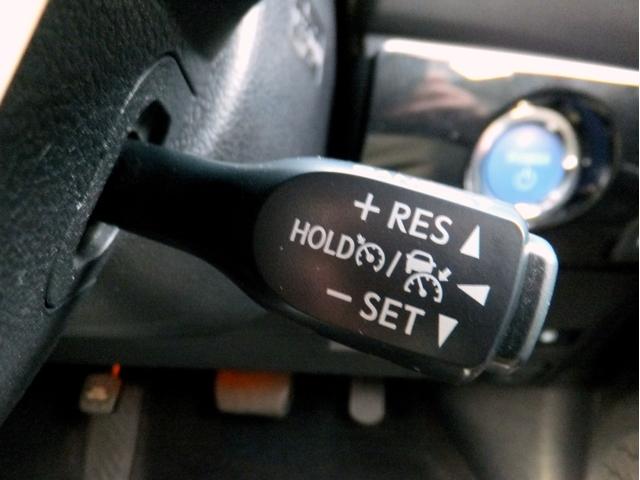 + RES
HOLD /
- SET